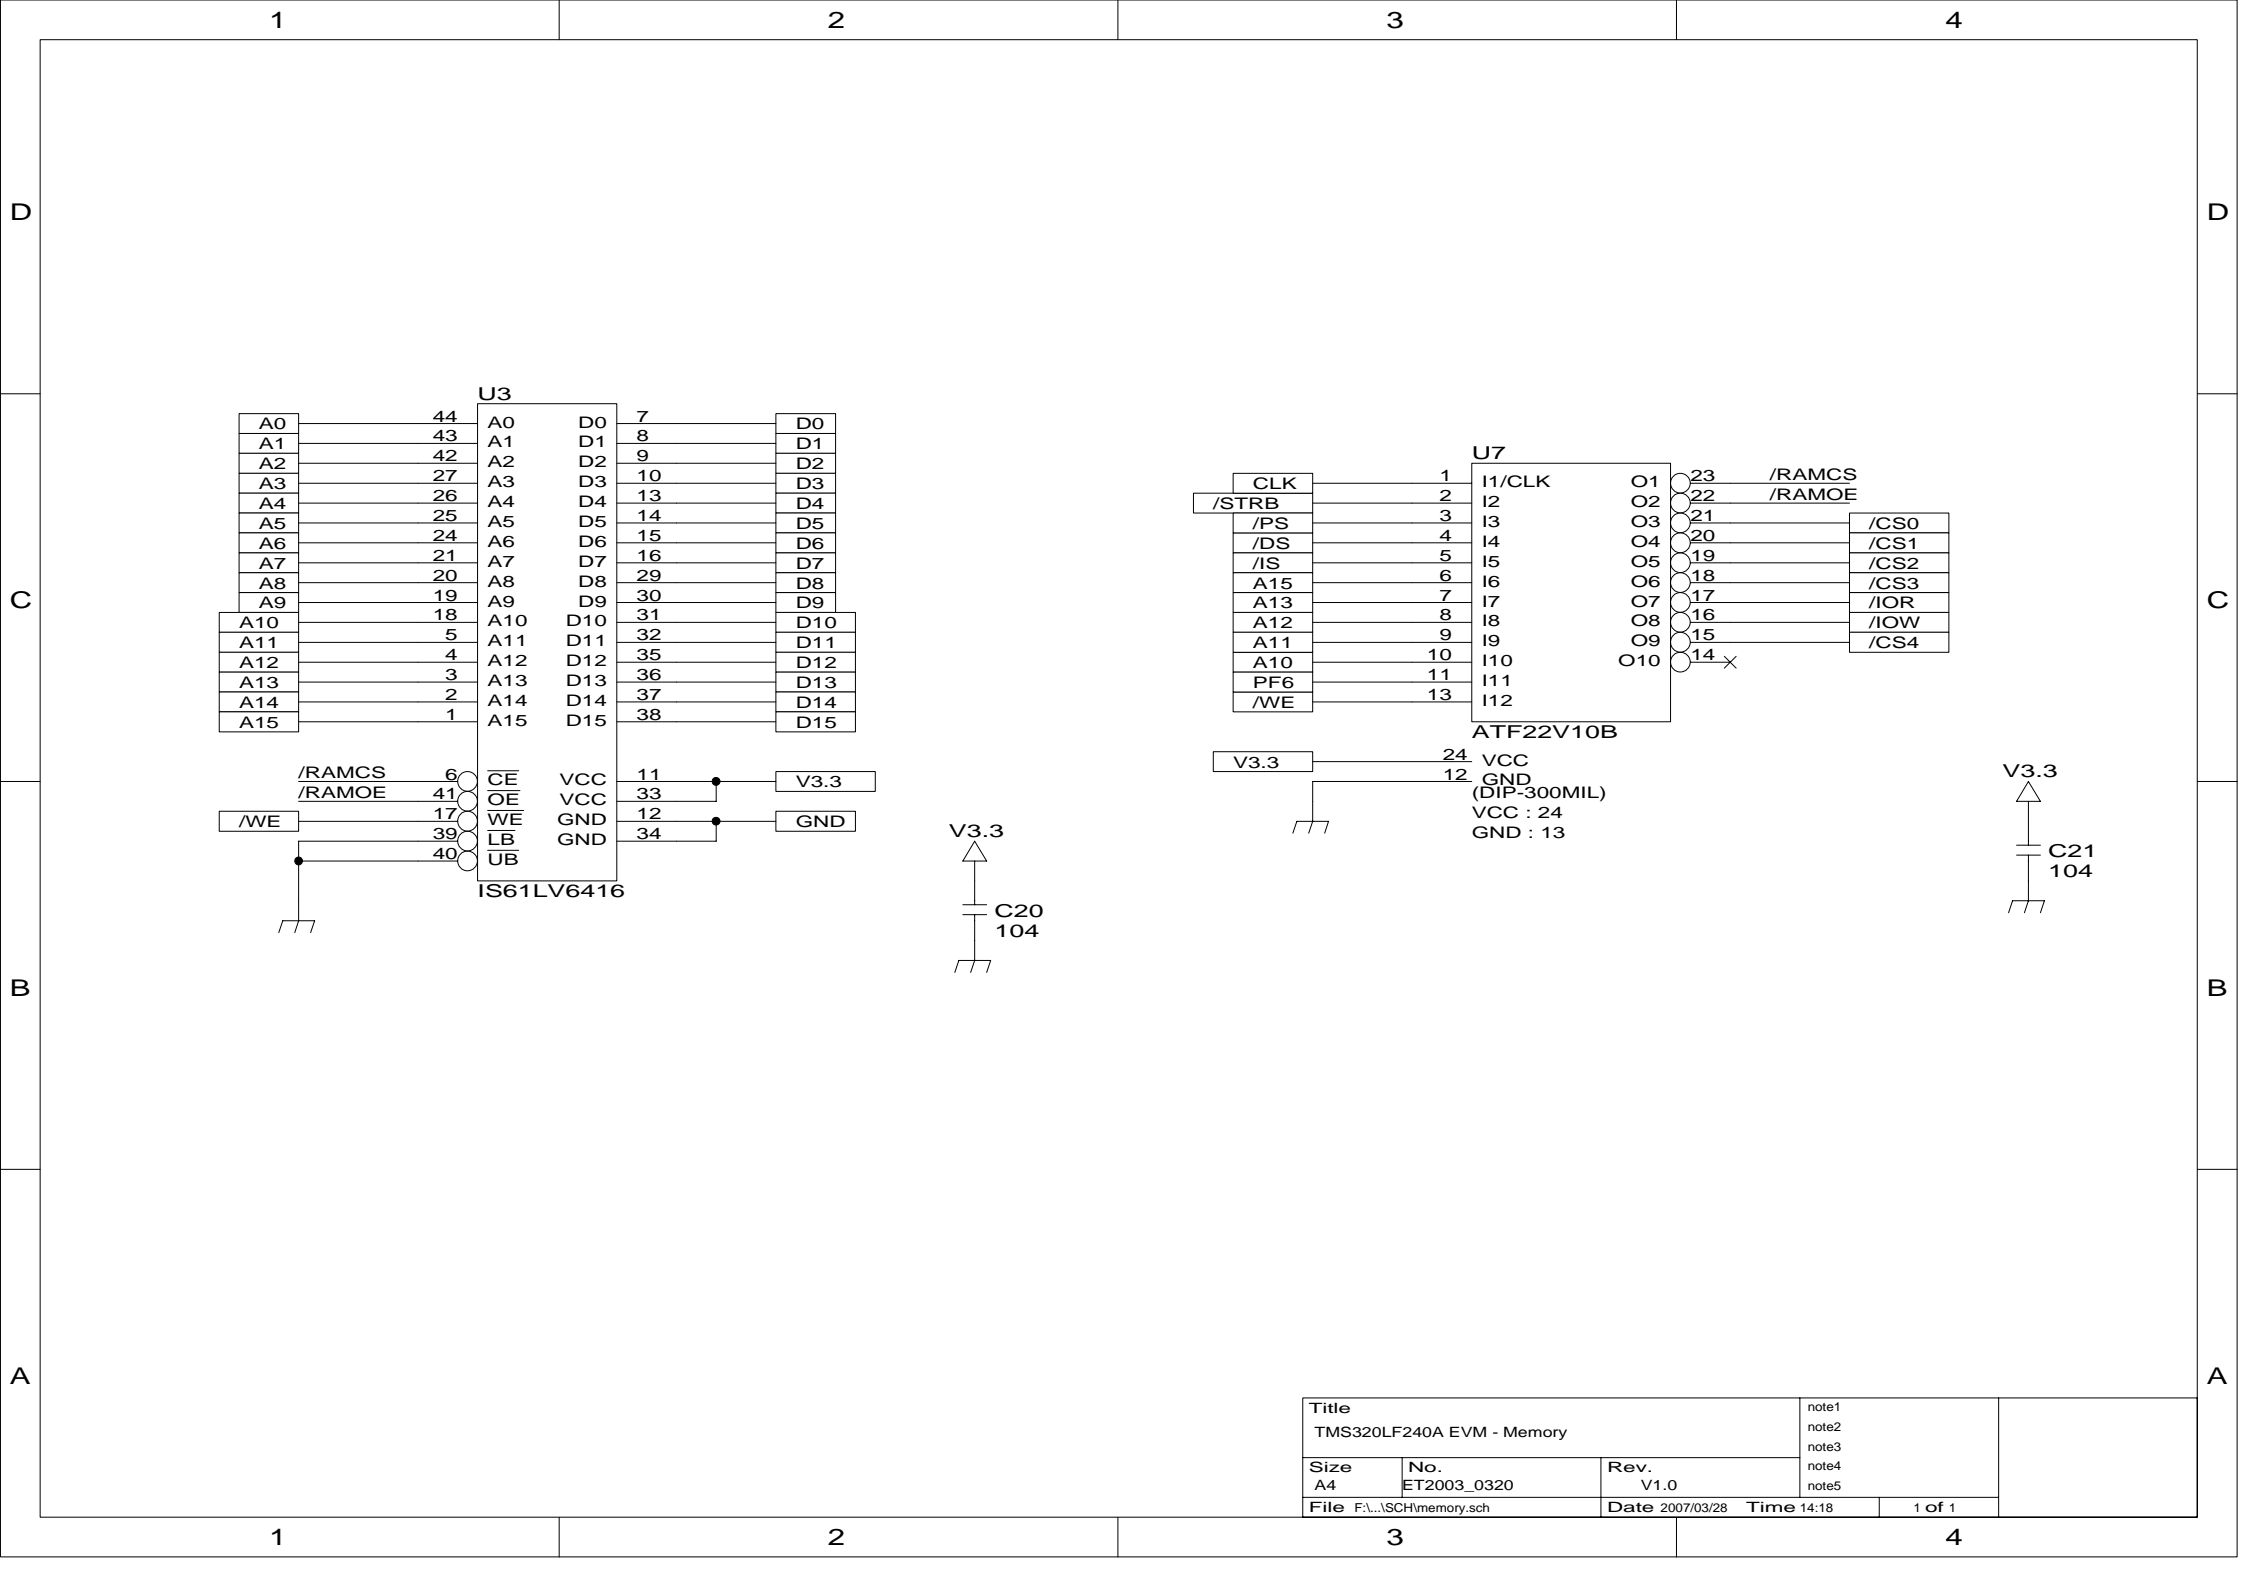 1 2 3 4
D D
C C
B B
A A
U3
A0 44 A0 D0 7 D0
A1 43 A1 D1 8 D1
A2 42 A2 D2 9 D2
A3 27 A3 D3 10 D3
A4 26 A4 D4 13 D4
A5 25 A5 D5 14 D5
A6 24 A6 D6 15 D6
A7 21 A7 D7 16 D7
A8 20 A8 D8 29 D8
A9 19 A9 D9 30 D9
A10 18 A10 D10 31 D10
A11 5 A11 D11 32 D11
A12 4 A12 D12 35 D12
A13 3 A13 D13 36 D13
A14 2 A14 D14 37 D14
A15 1 A15 D15 38 D15
/RAMCS 6 CE VCC 11 V3.3
/RAMOE 41 OE VCC 33
/WE 17 WE GND 12 GND
39 LB GND 34
40 UB
IS61LV6416
V3.3
C20
104
U7
CLK 1 I1/CLK O1 23 /RAMCS
/STRB 2 I2 O2 22 /RAMOE
/PS 3 I3 O3 21 /CS0
/DS 4 I4 O4 20 /CS1
/IS 5 I5 O5 19 /CS2
A15 6 I6 O6 18 /CS3
A13 7 I7 O7 17 /IOR
A12 8 I8 O8 16 /IOW
A11 9 I9 O9 15 /CS4
A10 10 I10 O10 14
PF6 11 I11
/WE 13 I12
ATF22V10B
V3.3 24 VCC
12 GND
(DIP-300MIL)
VCC : 24
GND : 13
V3.3
C21
104
Title
TMS320LF240A EVM - Memory
note1
note2
note3
note4
note5
Size No. Rev.
A4 ET2003_0320 V1.0
File F:\...\SCH\memory.sch Date 2007/03/28 Time 14:18 1 of 1
1 2 3 4